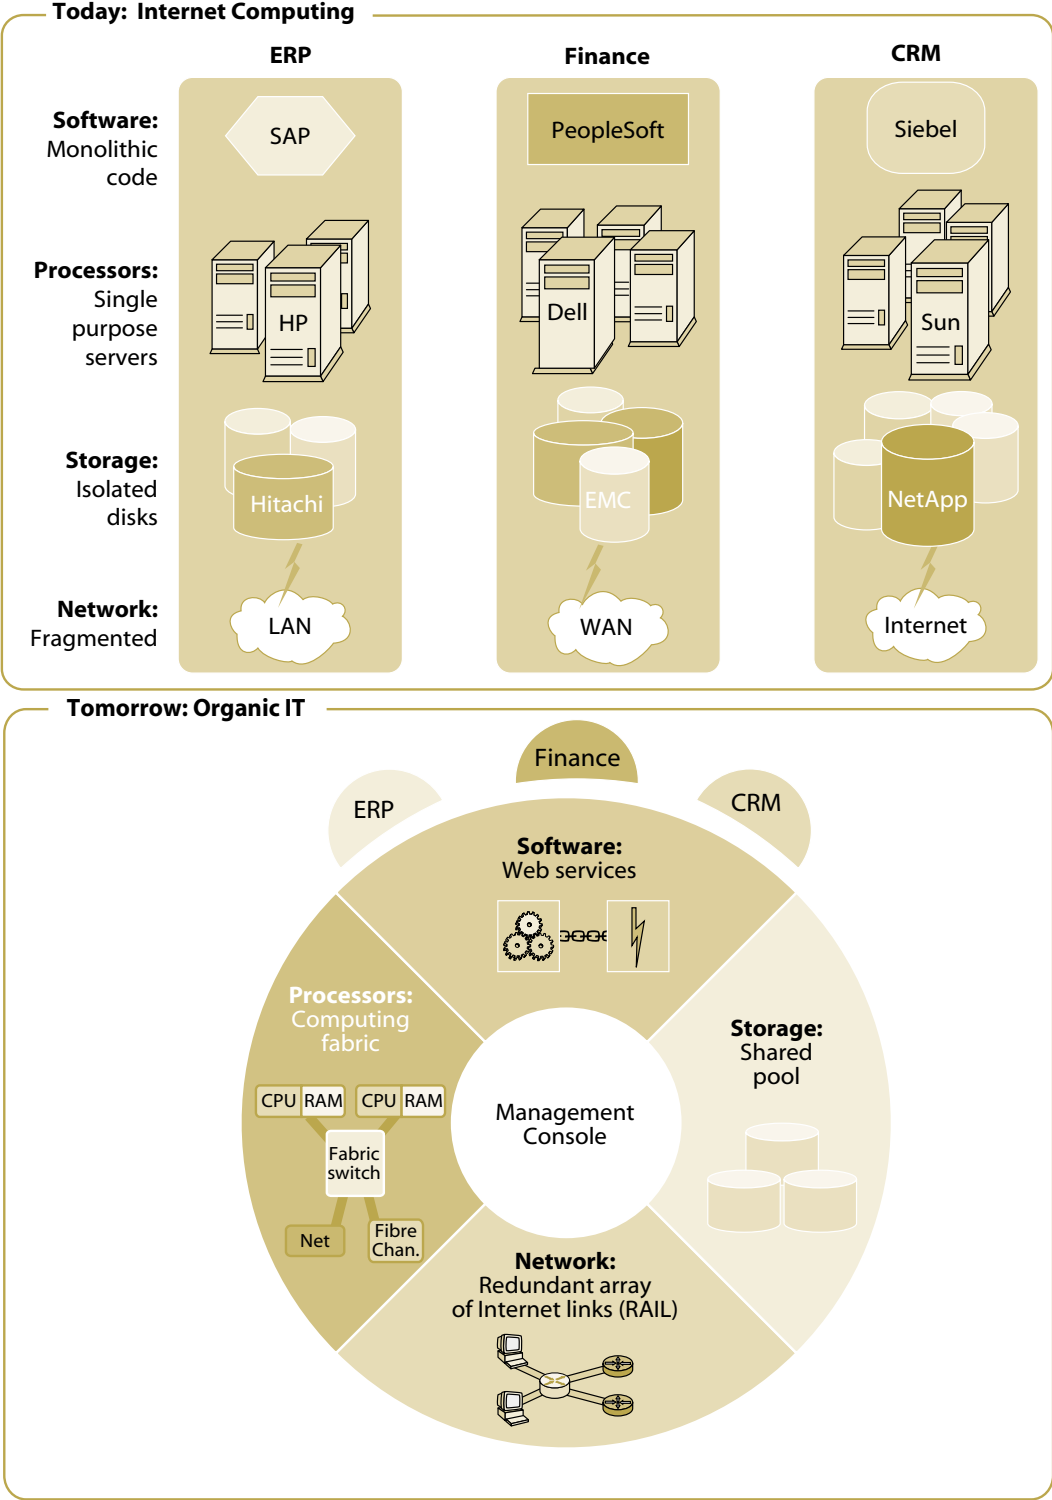 Today: Internet Computing
ERP
Finance
CRM
Software:
Monolithic
code
SAP
PeopleSoft
Siebel
Processors:
Single
purpose
servers
HP
Dell
Sun
Storage:
Isolated
disks
Hitachi
EMC
NetApp
Network:
Fragmented
LAN
WAN
Internet
Tomorrow: Organic IT
ERP
Finance
CRM
Software:
Web services
Processors:
Computing
fabric
CPU RAM
CPU RAM
Fabric
switch
Net
Fibre
Chan.
Management
Console
Storage:
Shared
pool
Network:
Redundant array
of Internet links (RAIL)